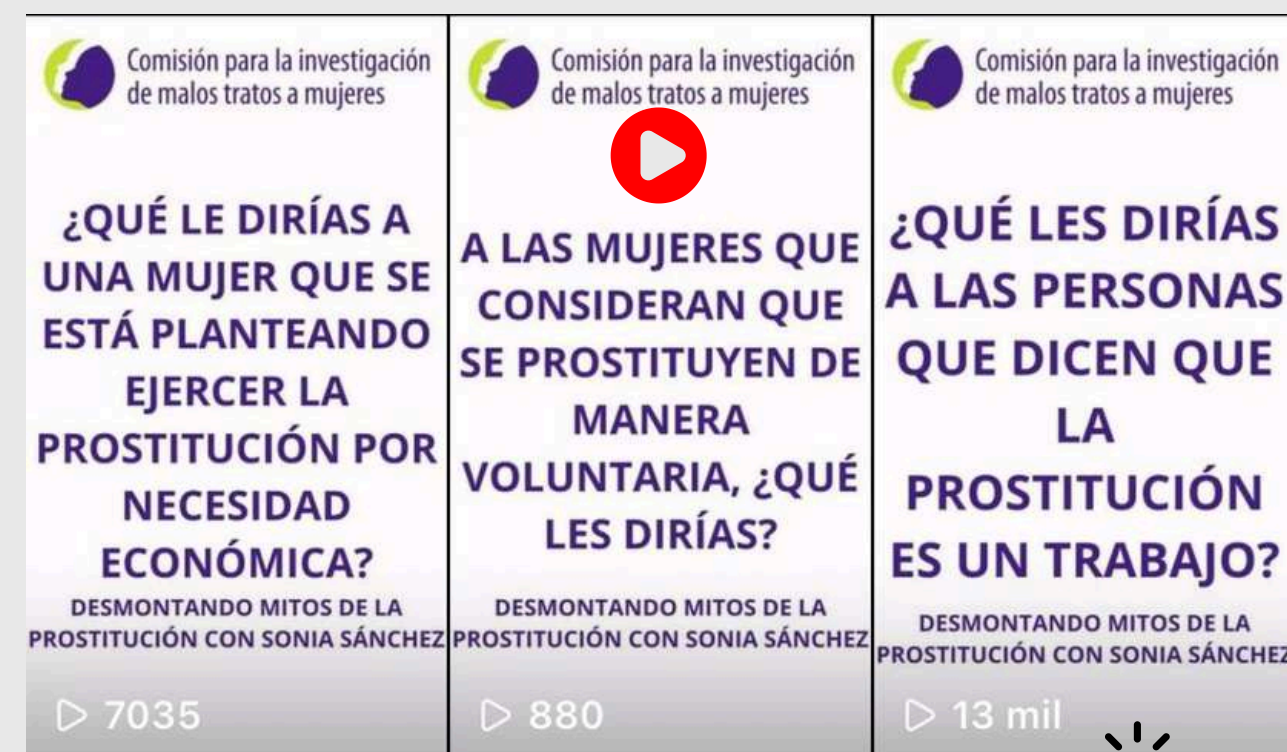 Comisión para la investigación
de malos tratos a mujeres
¿QUÉ LE DIRÍAS A
UNA MUJER QUE SE
ESTÁ PLANTEANDO
EJERCER LA
PROSTITUCIÓN POR
NECESIDAD
ECONÓMICA?
DESMONTANDO MITOS DE LA
PROSTITUCIÓN CON SONIA SÁNCHEZ
7035
Comisión para la investigación
de malos tratos a mujeres
A LAS MUJERES QUE
CONSIDERAN QUE
SE PROSTITUYEN DE
MANERA
VOLUNTARIA, ¿QUÉ
LES DIRÍAS?
DESMONTANDO MITOS DE LA
PROSTITUCIÓN CON SONIA SÁNCHEZ
880
Comisión para la investigación
de malos tratos a mujeres
¿QUÉ LES DIRÍAS
A LAS PERSONAS
QUE DICEN QUE
LA
PROSTITUCIÓN
ES UN TRABAJO?
DESMONTANDO MITOS DE LA
PROSTITUCIÓN CON SONIA SÁNCHEZ
13 mil